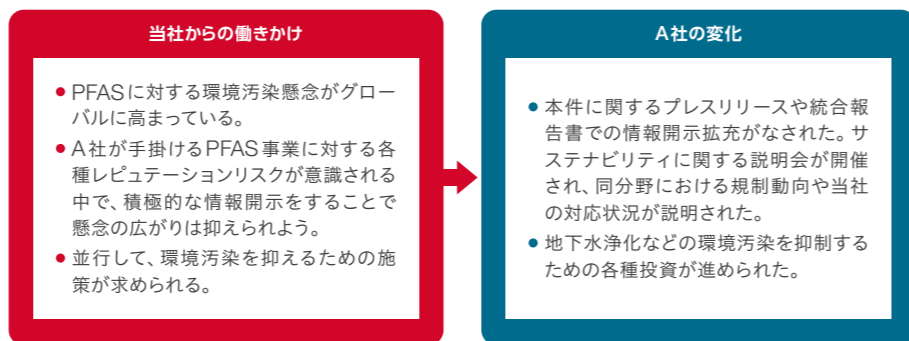 当社からの働きかけ
● PFASに対する環境汚染懸念がグロー
バルに高まっている。
● A社が手掛けるPFAS事業に対する各
種レピュテーションリスクが意識される
中で、積極的な情報開示をすることで
懸念の広がりは抑えられよう。
● 並行して、環境汚染を抑えるための施
策が求められる。
A社の変化
● 本件に関するプレスリリースや統合報
告書での情報開示拡充がなされた。サ
ステナビリティに関する説明会が開催
され、同分野における規制動向や当社
の対応状況が説明された。
● 地下水浄化などの環境汚染を抑制する
ための各種投資が進められた。